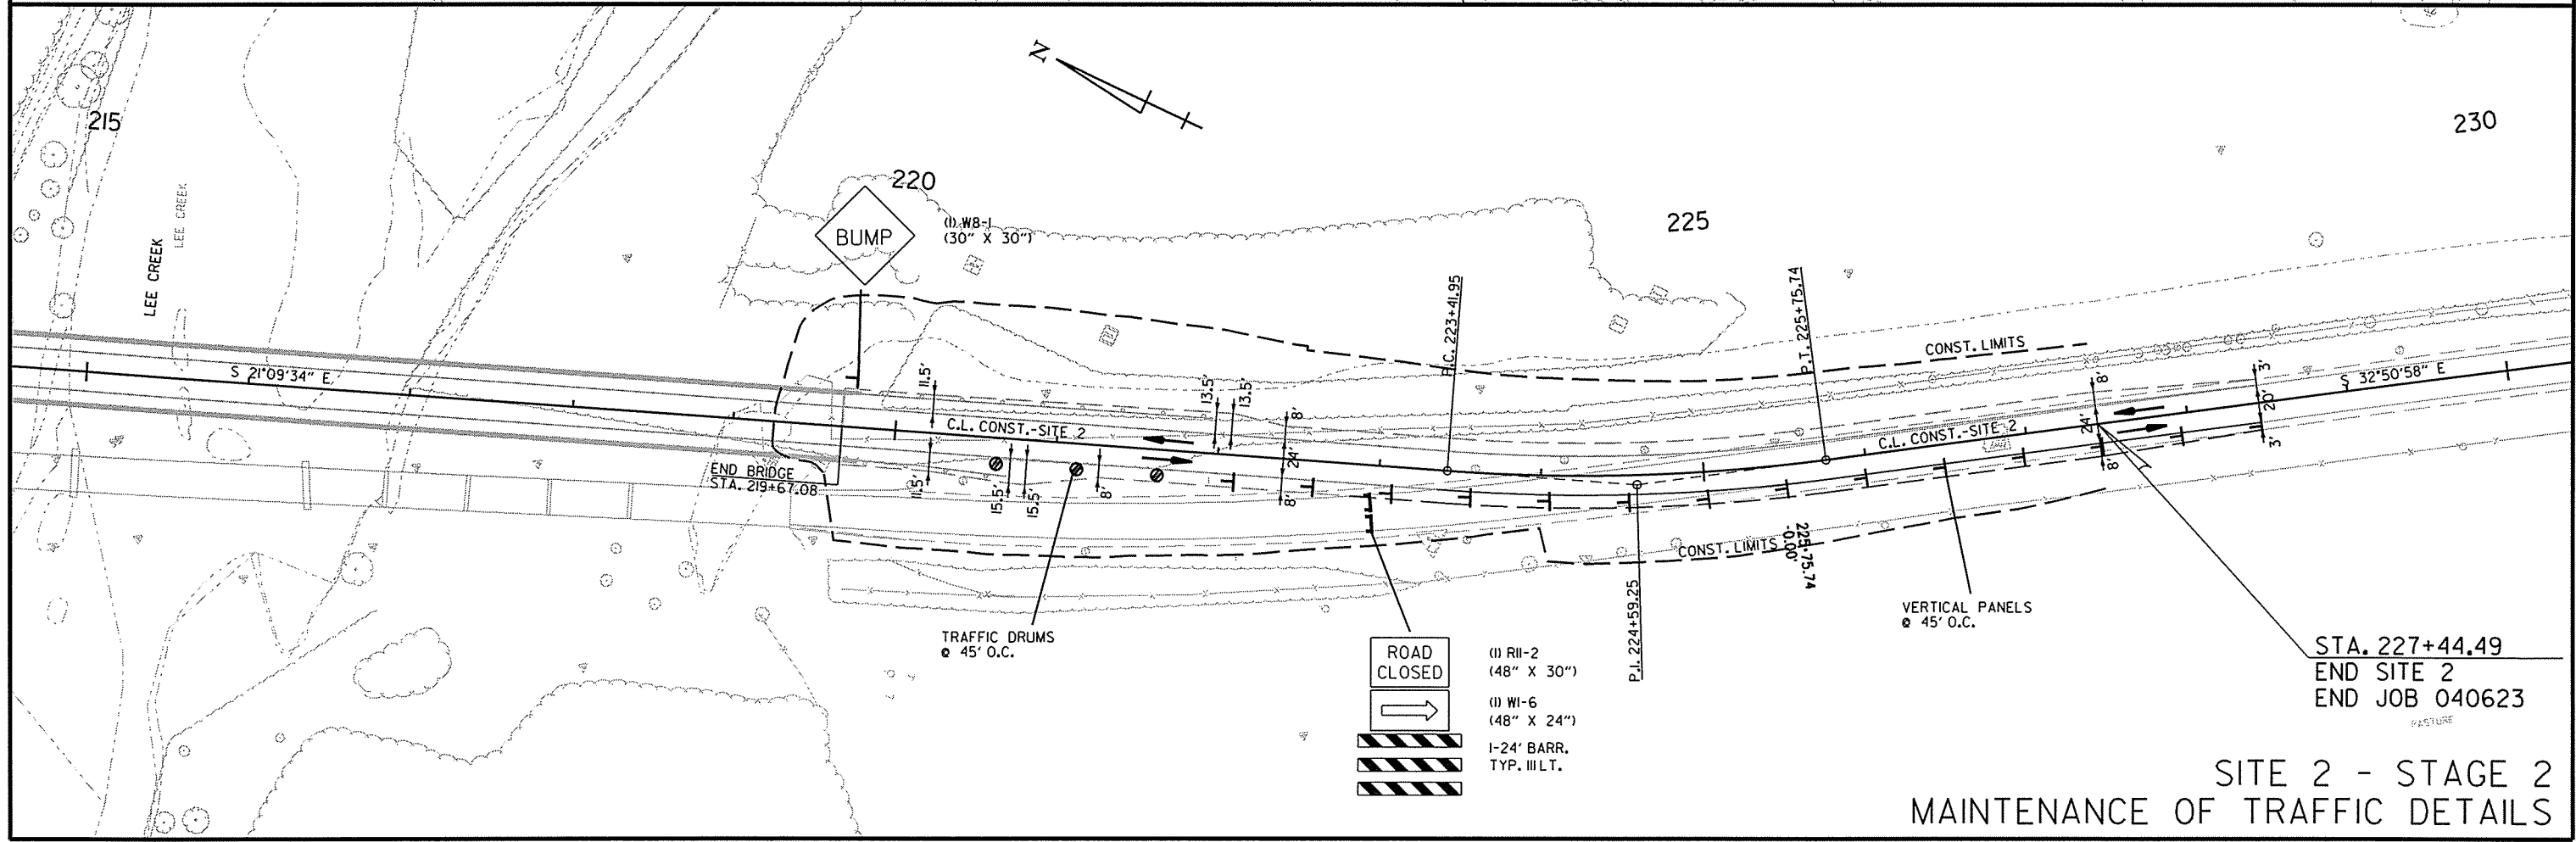 N
215
220
225
230
LEE CREEK
LEE CREEK
BUMP
(1) W8-1
(30" X 30")
S 21°09'34" E
C.L. CONST.-SITE 2
END BRIDGE
STA. 219+67.08
11.5'
11.5'
15.5'
15.5'
8'
13.5'
13.5'
8'
24'
8'
P.C. 223+41.95
P.T. 225+75.74
P.I. 224+59.25
CONST. LIMITS
C.L. CONST.-SITE 2
8'
24'
8'
3'
20'
3'
S 32°50'58" E
CONST. LIMITS
225+75.74
-0.00'
TRAFFIC DRUMS
@ 45' O.C.
VERTICAL PANELS
@ 45' O.C.
ROAD
CLOSED
(1) R11-2
(48" X 30")
(1) W1-6
(48" X 24")
1-24' BARR.
TYP. III LT.
STA. 227+44.49
END SITE 2
END JOB 040623
PASTURE
SITE 2 - STAGE 2
MAINTENANCE OF TRAFFIC DETAILS